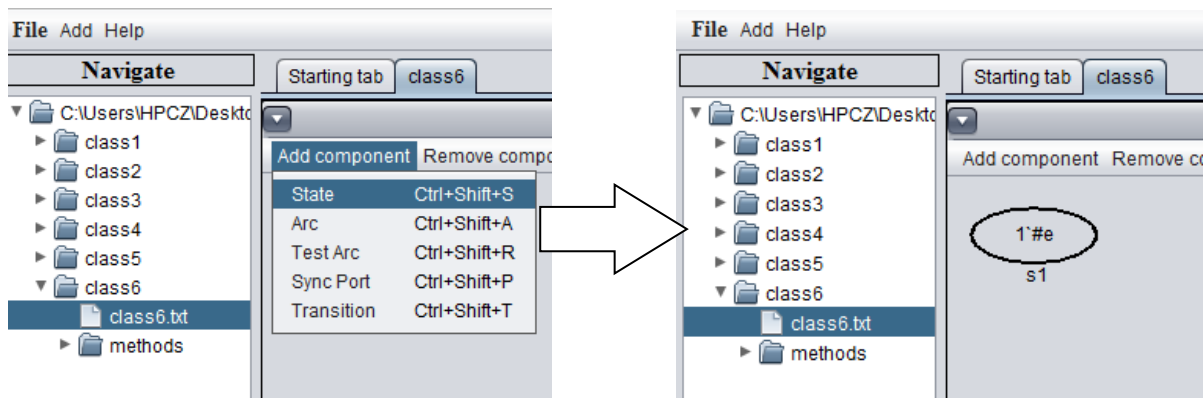 File Add Help
Navigate
C:\Users\HPCZ\Deskto
class1
class2
class3
class4
class5
class6
class6.txt
methods
Starting tab class6
Add component Remove compo
State Ctrl+Shift+S
Arc Ctrl+Shift+A
Test Arc Ctrl+Shift+R
Sync Port Ctrl+Shift+P
Transition Ctrl+Shift+T
File Add Help
Navigate
C:\Users\HPCZ\Deskto
class1
class2
class3
class4
class5
class6
class6.txt
methods
Starting tab class6
Add component Remove co
1`#e
s1